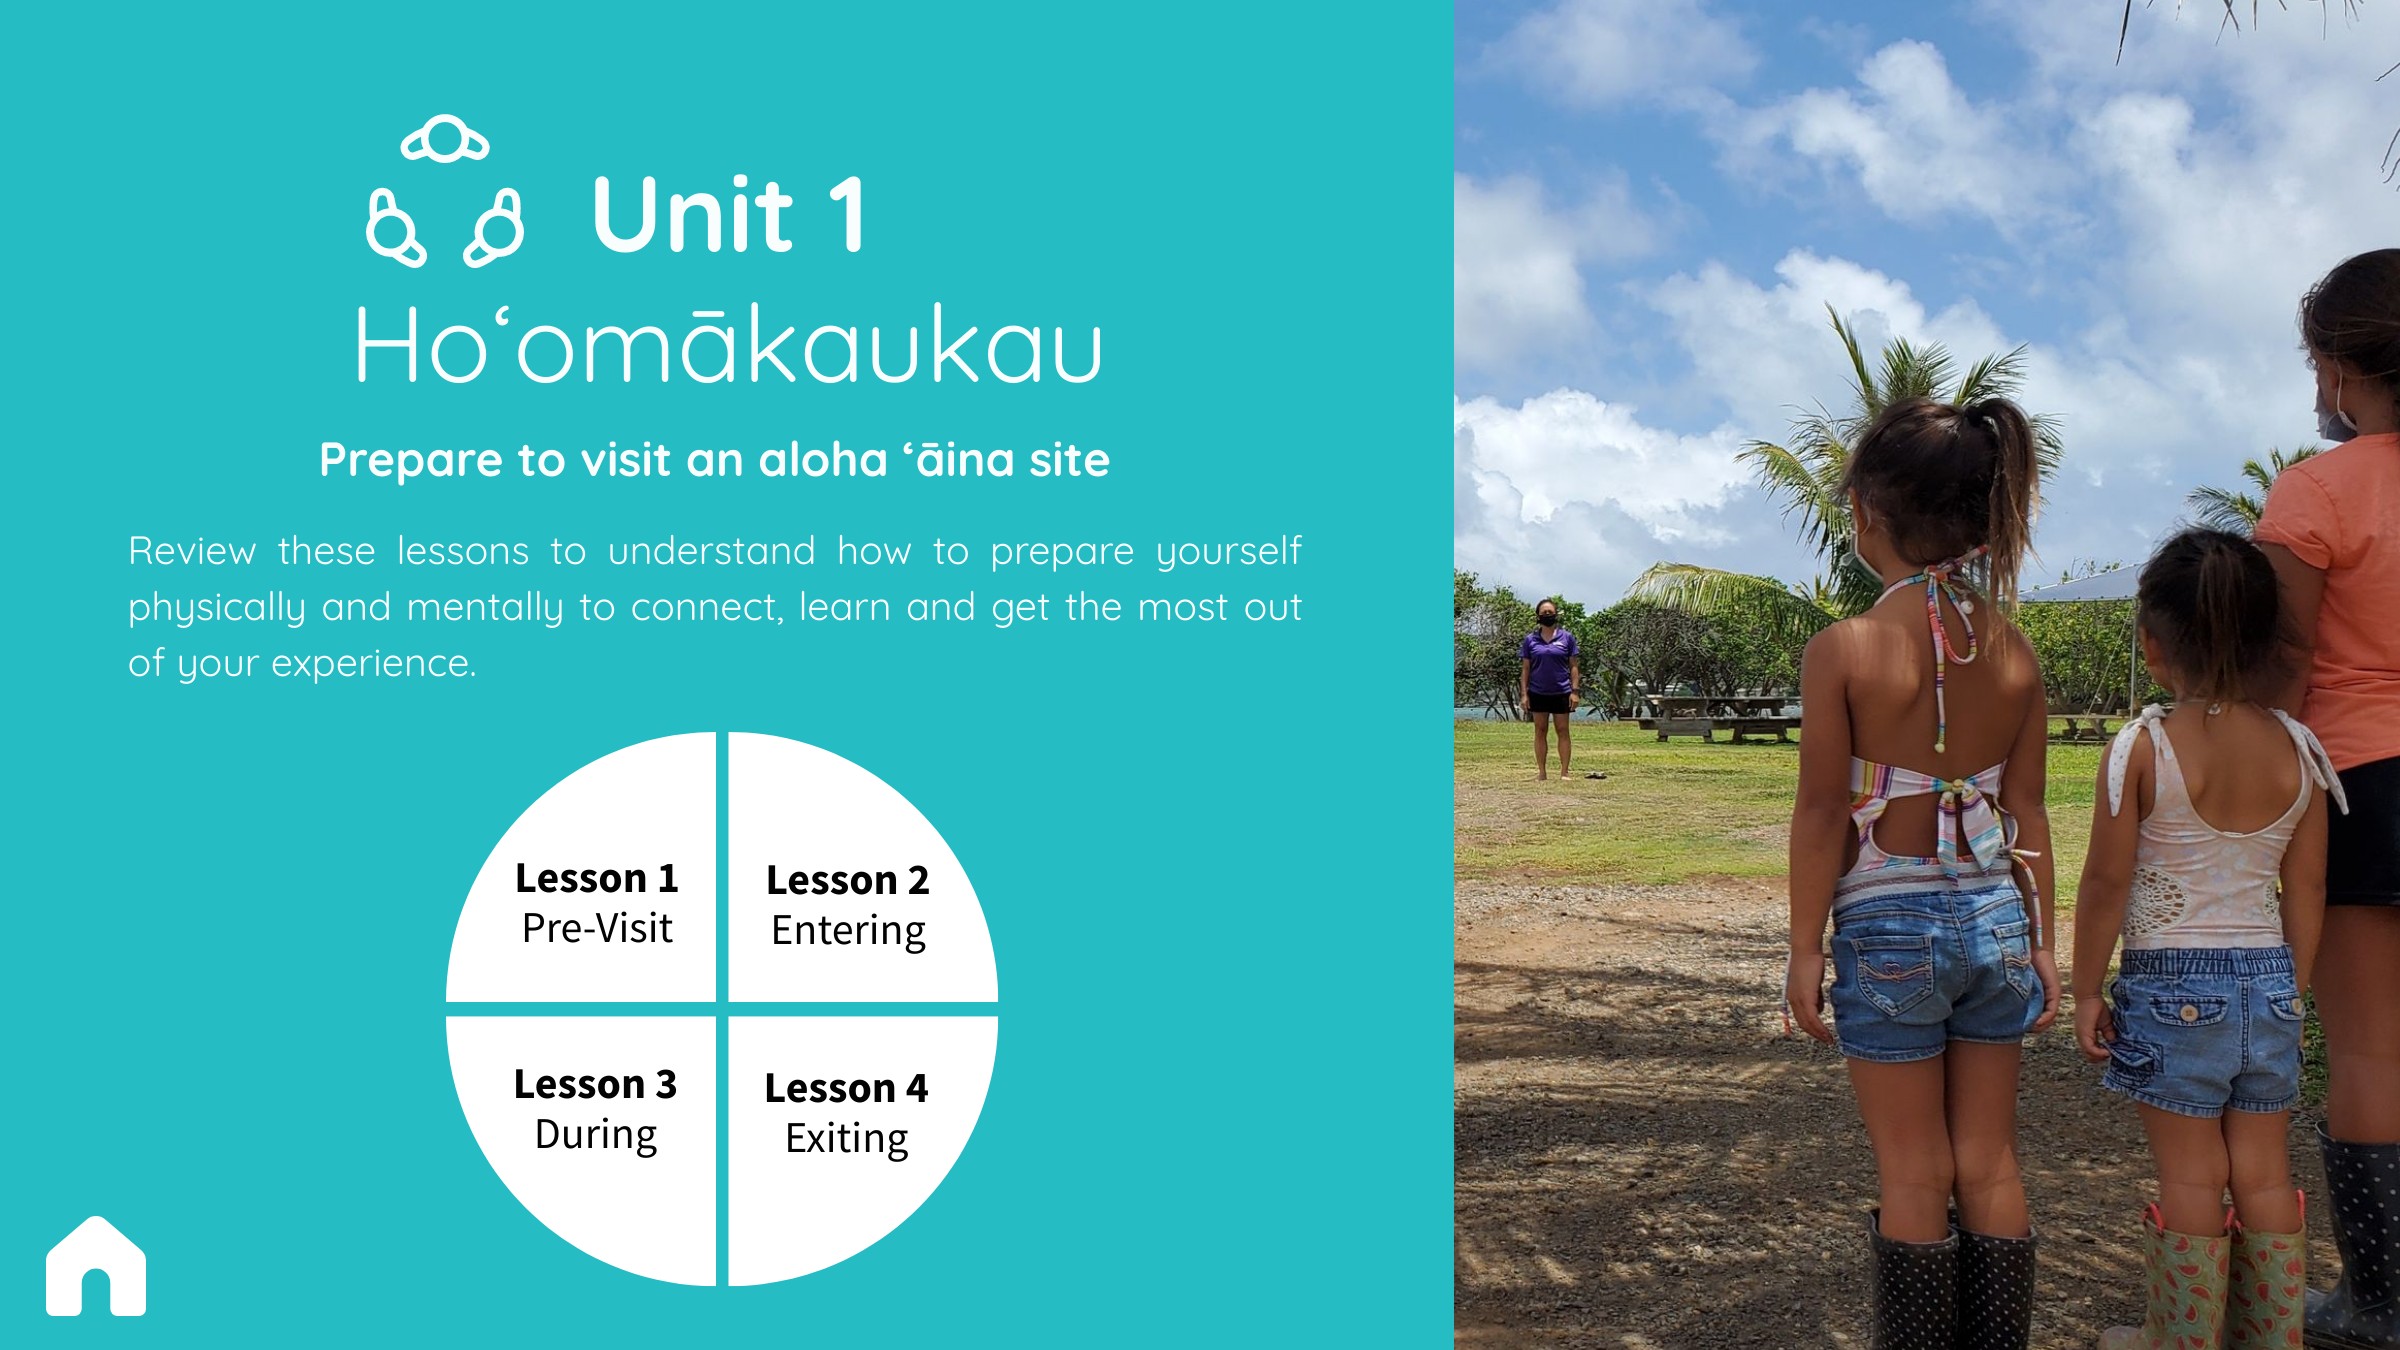 Unit 1
Hoʻomākaukau
Prepare to visit an aloha ʻāina site
Review these lessons to understand how to prepare yourself
physically and mentally to connect, learn and get the most out
of your experience.
Lesson 1
Pre-Visit
Lesson 2
Entering
Lesson 3
During
Lesson 4
Exiting